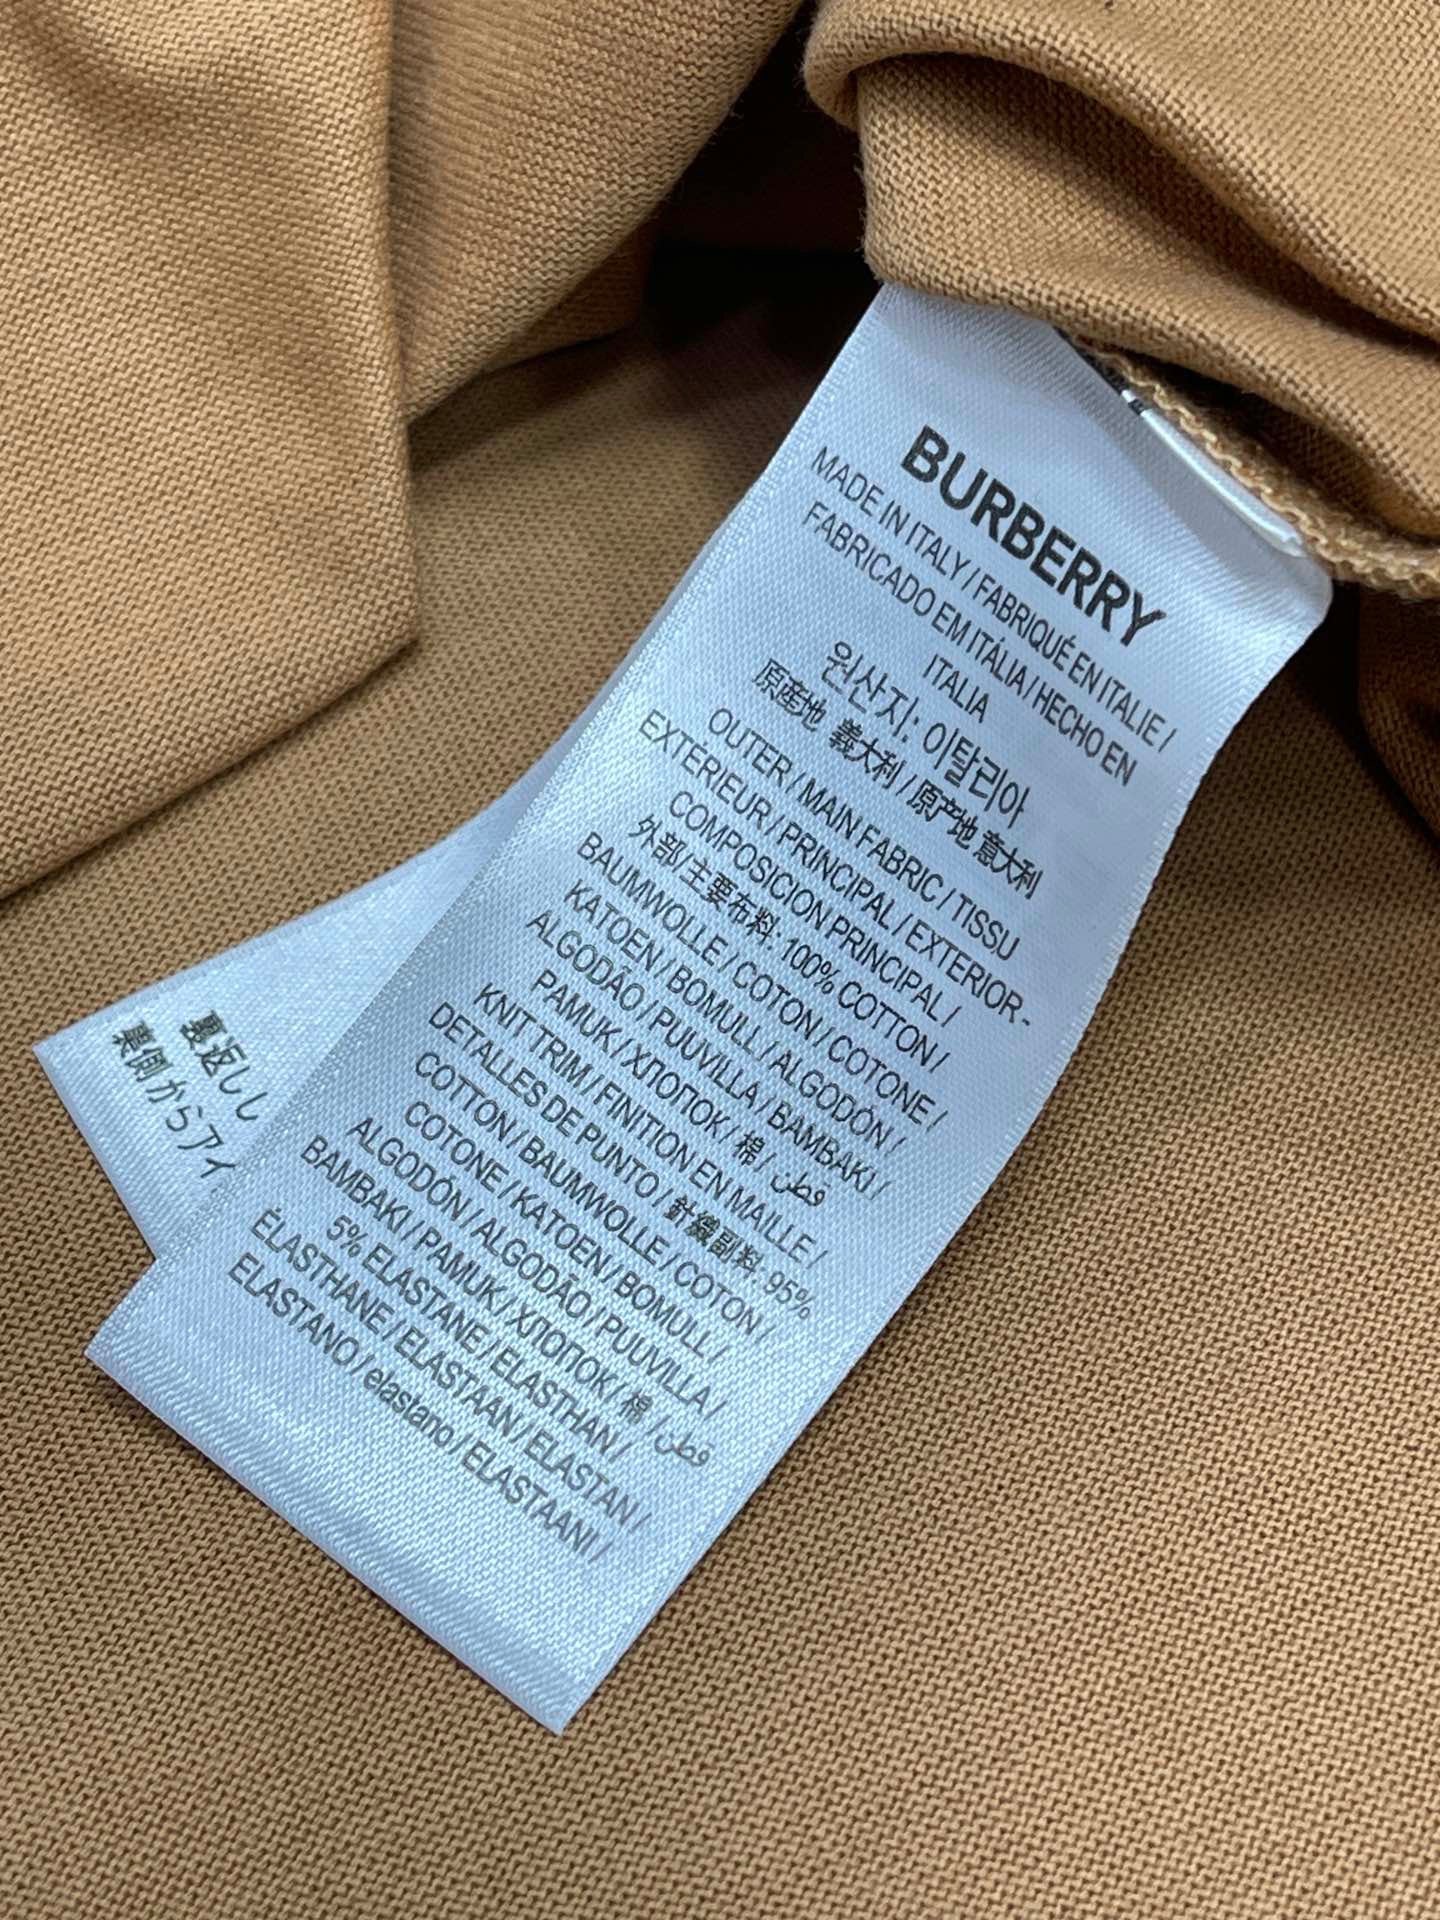 BURBERRY
MADE IN ITALY / FABRIQUÉ EN ITALIE /
FABRICADO EM ITÁLIA / HECHO EN
ITALIA
원산지: 이탈리아
原產地 義大利 / 原产地 意大利
OUTER / MAIN FABRIC / TISSU
EXTÉRIEUR / PRINCIPAL / EXTERIOR -
COMPOSICION PRINCIPAL /
外部/主要布料: 100% COTTON /
BAUMWOLLE / COTON / COTONE /
KATOEN / BOMULL / ALGODÓN /
ALGODÃO / PUUVILLA / BAMBAKI /
PAMUK / ХЛОПОК / 棉 / قطن
KNIT TRIM / FINITION EN MAILLE /
DETALLES DE PUNTO / 針織副料: 95%
COTTON / BAUMWOLLE / COTON /
COTONE / KATOEN / BOMULL /
ALGODÓN / ALGODÃO / PUUVILLA /
BAMBAKI / PAMUK / ХЛОПОК / 棉 / قطن
5% ELASTANE / ELASTHAN /
ÉLASTHANE / ELASTAAN / ELASTAN /
ELASTANO / elastano / ELASTAANI /
裏返しし
裏側からアイ